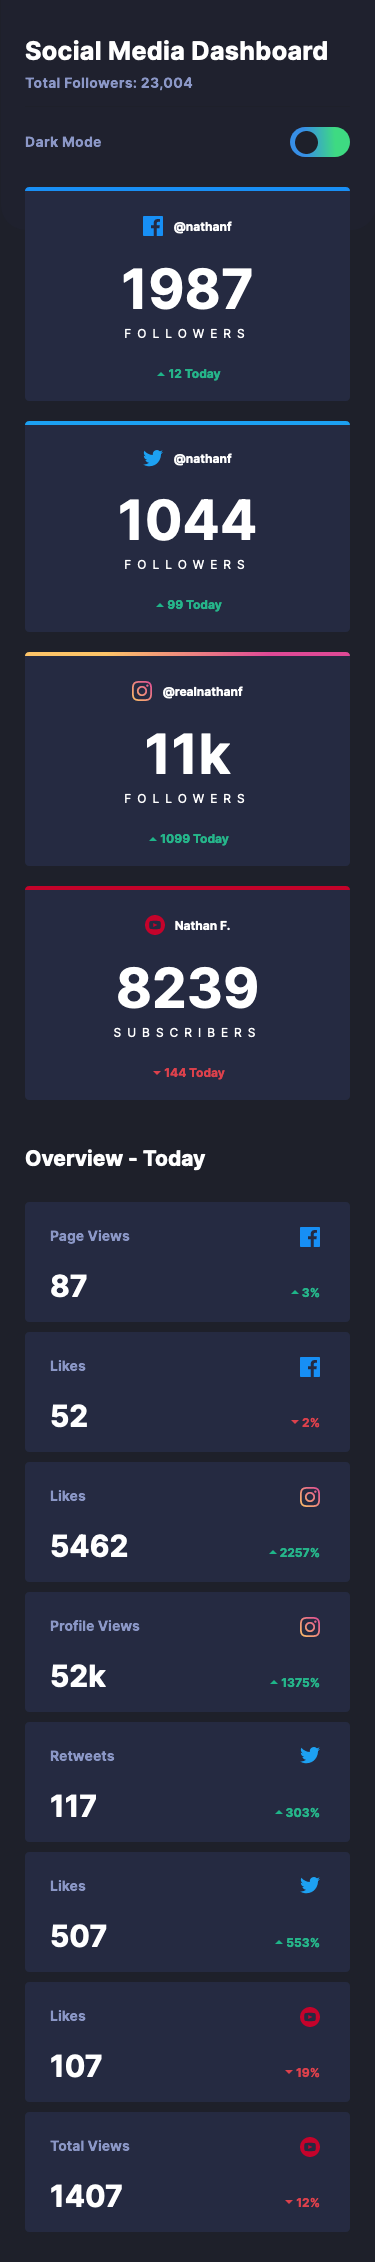 Social Media Dashboard
Total Followers: 23,004
Dark Mode
@nathanf
1987
FOLLOWERS
12 Today
@nathanf
1044
FOLLOWERS
99 Today
@realnathanf
11k
FOLLOWERS
1099 Today
Nathan F.
8239
SUBSCRIBERS
144 Today
Overview - Today
Page Views
87
3%
Likes
52
2%
Likes
5462
2257%
Profile Views
52k
1375%
Retweets
117
303%
Likes
507
553%
Likes
107
19%
Total Views
1407
12%